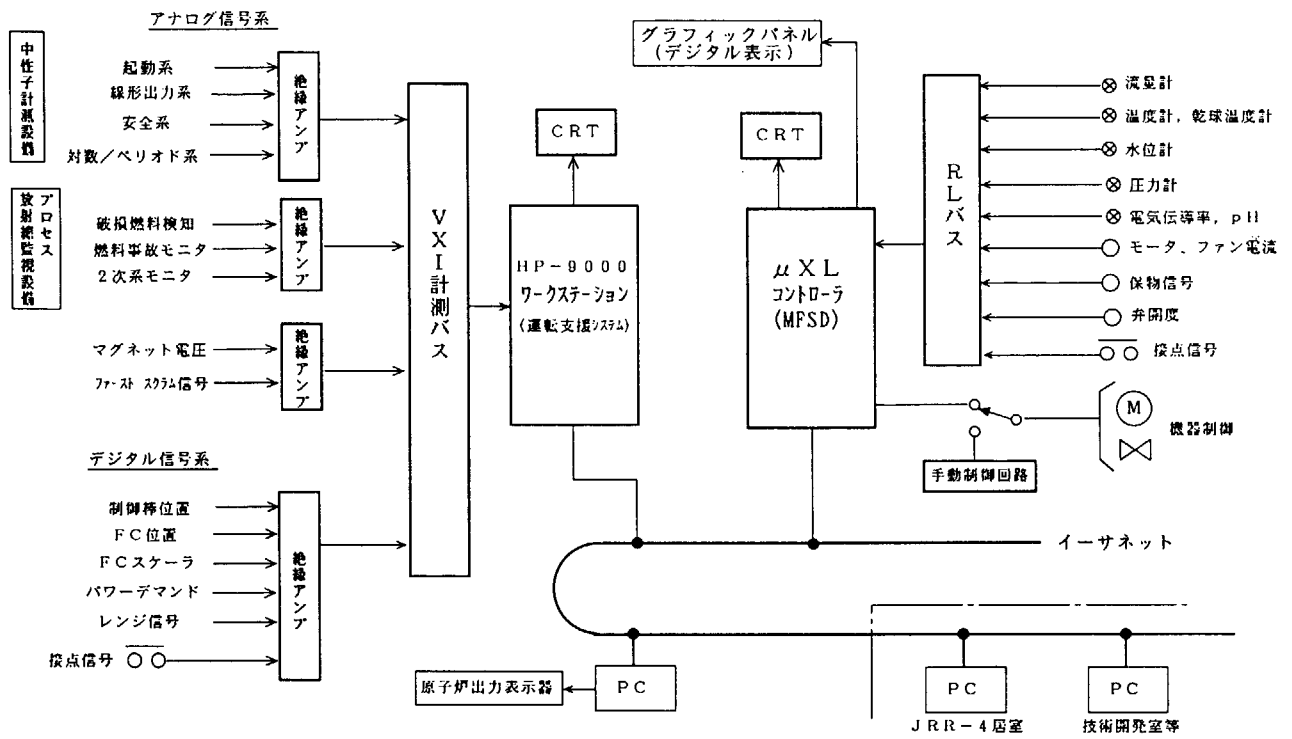 アナログ信号系
中性子計測設備
起動系
線形出力系
安全系
対数／ペリオド系
絶縁アンプ
プロセス
放射線監視設備
破損燃料検知
燃料事故モニタ
２次系モニタ
絶縁アンプ
マグネット電圧
ファースト スクラム信号
絶縁アンプ
デジタル信号系
制御棒位置
ＦＣ位置
ＦＣスケーラ
パワーデマンド
レンジ信号
接点信号
絶縁アンプ
ＶＸＩ計測バス
ＣＲＴ
ＨＰ－９０００
ワークステーション
(運転支援システム)
グラフィックパネル
(デジタル表示)
ＣＲＴ
μＸＬ
コントローラ
(MFSD)
ＲＬバス
流量計
温度計，乾球温度計
水位計
圧力計
電気伝導率，ｐＨ
モータ、ファン電流
保物信号
弁開度
接点信号
M
機器制御
手動制御回路
イーサネット
原子炉出力表示器
ＰＣ
ＰＣ
ＪＲＲ－４居室
ＰＣ
技術開発室等